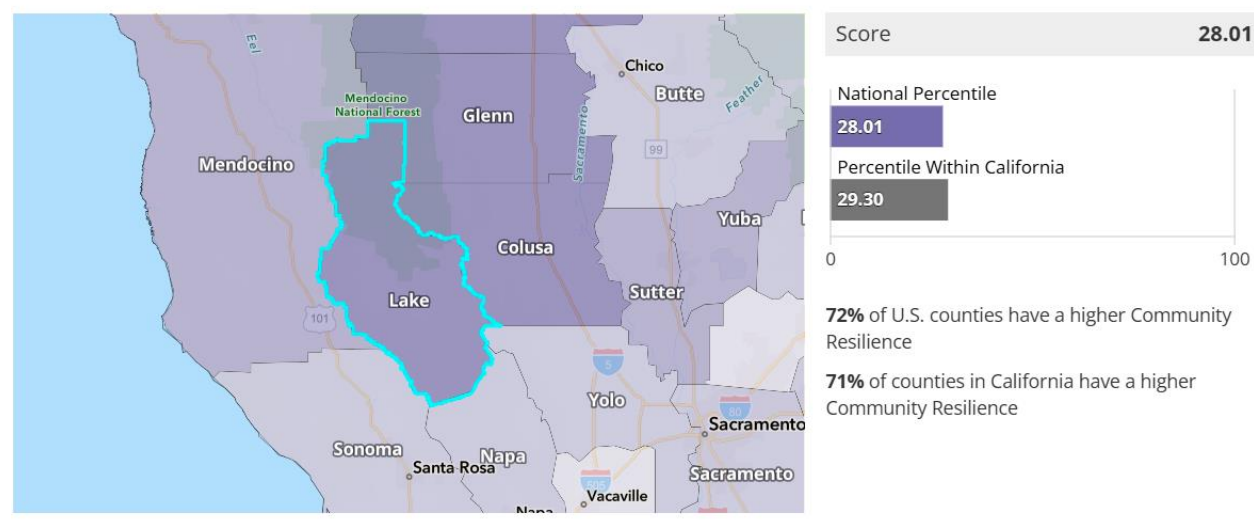 Eel
Chico
Butte
Feather
Mendocino
National Forest
Glenn
Sacramento
99
Mendocino
Yuba
Colusa
Lake
Sutter
101
5
Yolo
80
Sacramento
Sonoma
Napa
Santa Rosa
Sacramento
505
Vacaville
Napa
Score 28.01
National Percentile
28.01
Percentile Within California
29.30
0 100
72% of U.S. counties have a higher Community
Resilience
71% of counties in California have a higher
Community Resilience